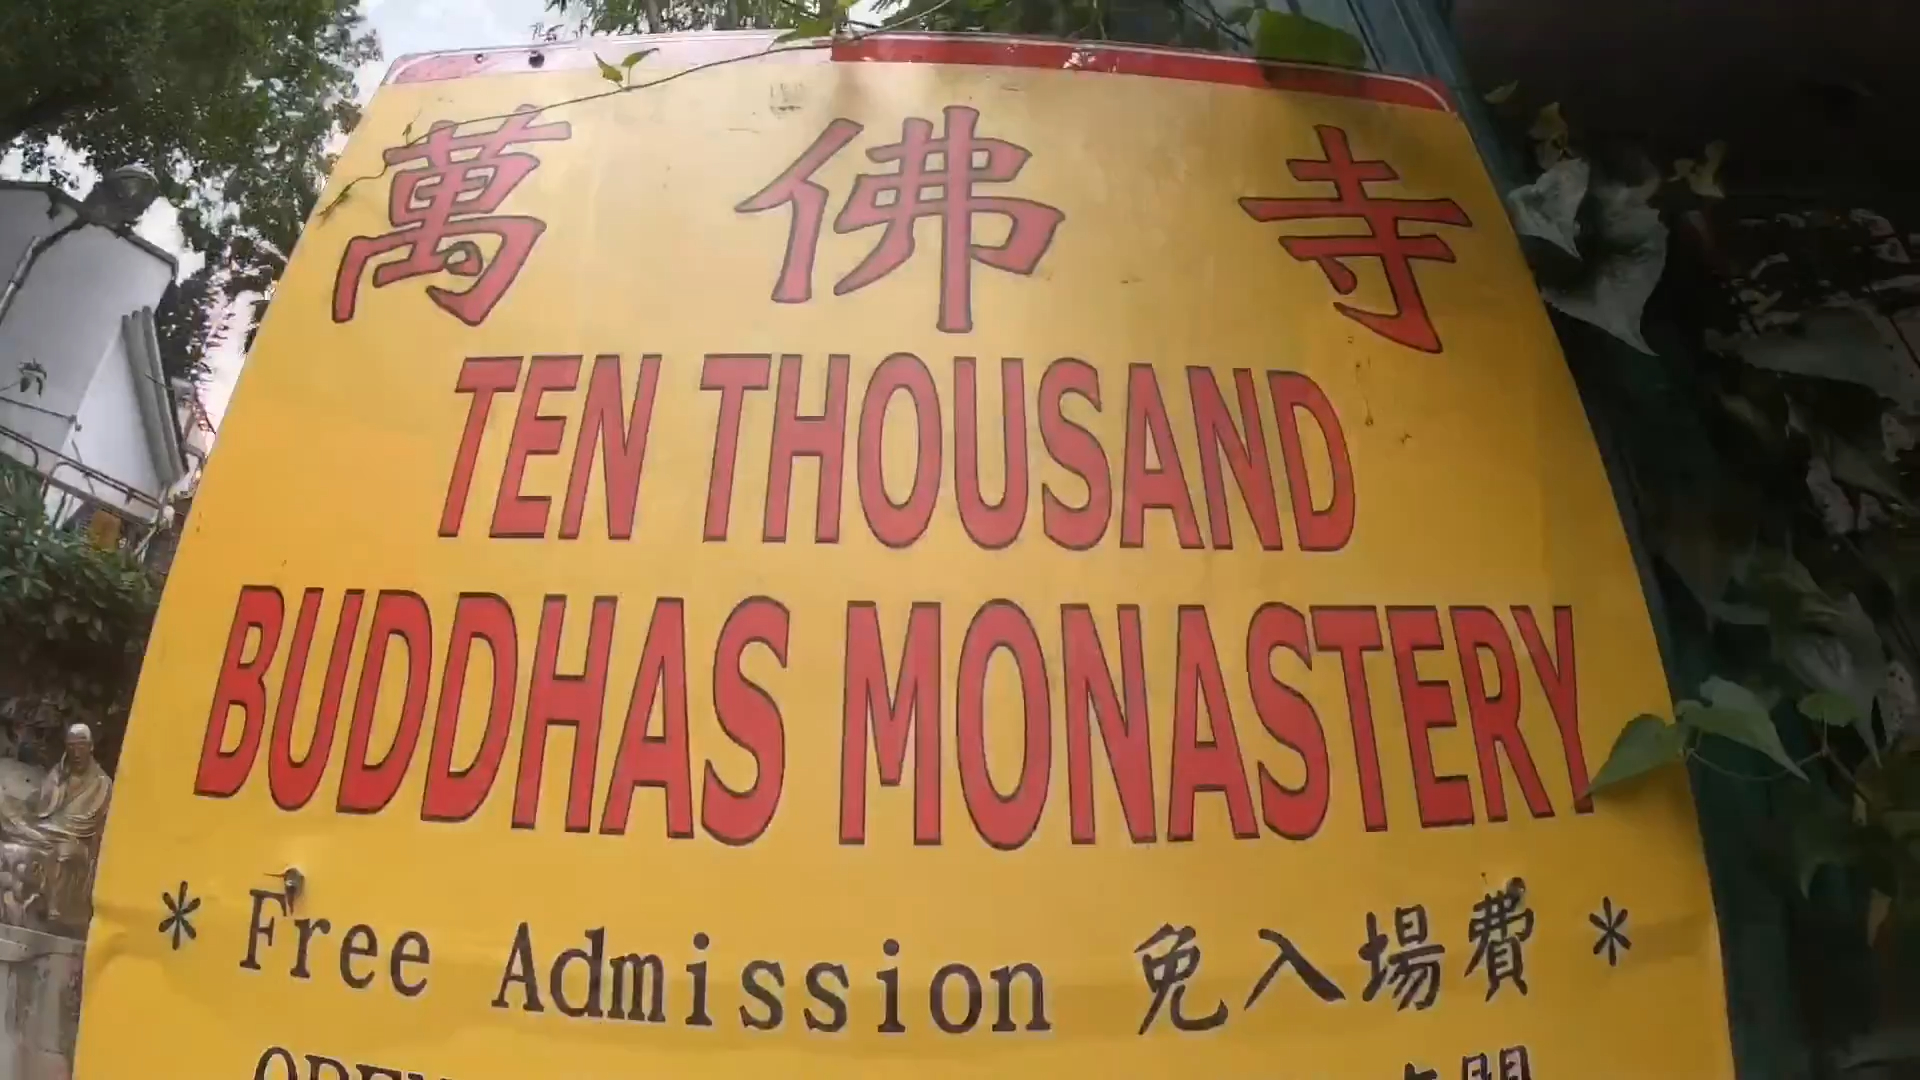 萬佛寺
TEN THOUSAND
BUDDHAS MONASTERY
* Free Admission 免入場費 *